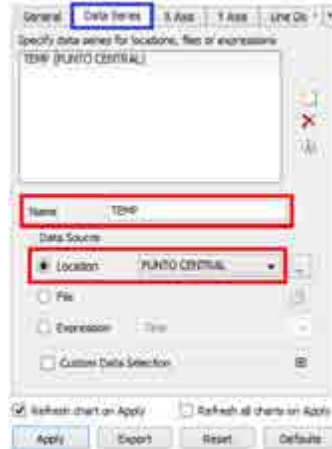 General Data Series X Axis Y Axis Line Di
Specify data series for locations, files or expressions
TEMP (PUNTO CENTRAL)
Name TEMP
Data Source
Location PUNTO CENTRAL
File
Expression Time
Custom Data Selection
Refresh chart on Apply Refresh all charts on Apply
Apply Export Reset Defaults